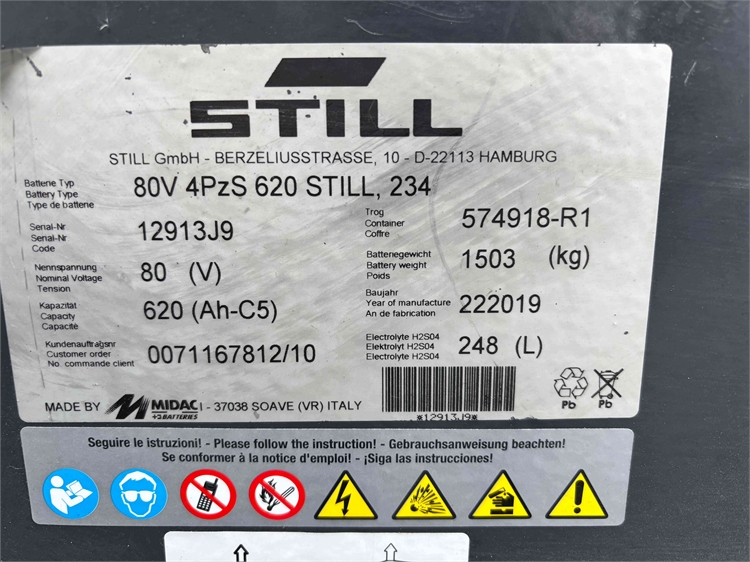 STILL
STILL GmbH - BERZELIUSSTRASSE, 10 - D-22113 HAMBURG
Batterie Typ
Battery Type
Type de batterie
80V 4PzS 620 STILL, 234
Serial-Nr
Serial-Nr
Code
12913J9
Trog
Container
Coffre
574918-R1
Nennspannung
Nominal Voltage
Tension
80 (V)
Batteriegewicht
Battery weight
Poids
1503 (kg)
Kapazität
Capacity
Capacité
620 (Ah-C5)
Baujahr
Year of manufacture
An de fabrication
222019
Kundenauftragsnr
Customer order
No. commande client
0071167812/10
Electrolyte H2S04
Elektrolyt H2S04
Electrolyte H2S04
248 (L)
MADE BY MIDAC I - 37038 SOAVE (VR) ITALY
+2BATTERIES
*12913J9*
Pb
Pb
Seguire le istruzioni! - Please follow the instruction! - Gebrauchsanweisung beachten!
Se conformer à la notice d'emploi! - ¡Siga las instrucciones!